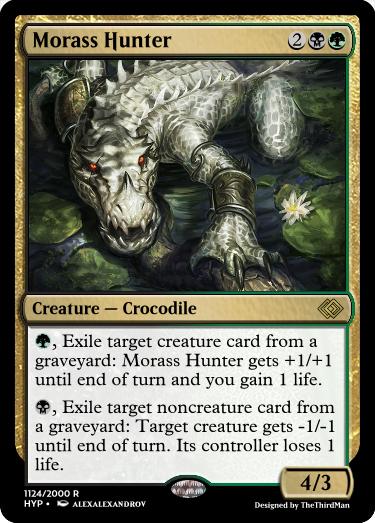 Morass Hunter 2
Creature — Crocodile
, Exile target creature card from
a graveyard: Morass Hunter gets +1/+1
until end of turn and you gain 1 life.
, Exile target noncreature card from
a graveyard: Target creature gets -1/-1
until end of turn. Its controller loses 1
life.
4/3
1124/2000 R
HYP • ALEXALEXANDROV
Designed by TheThirdMan